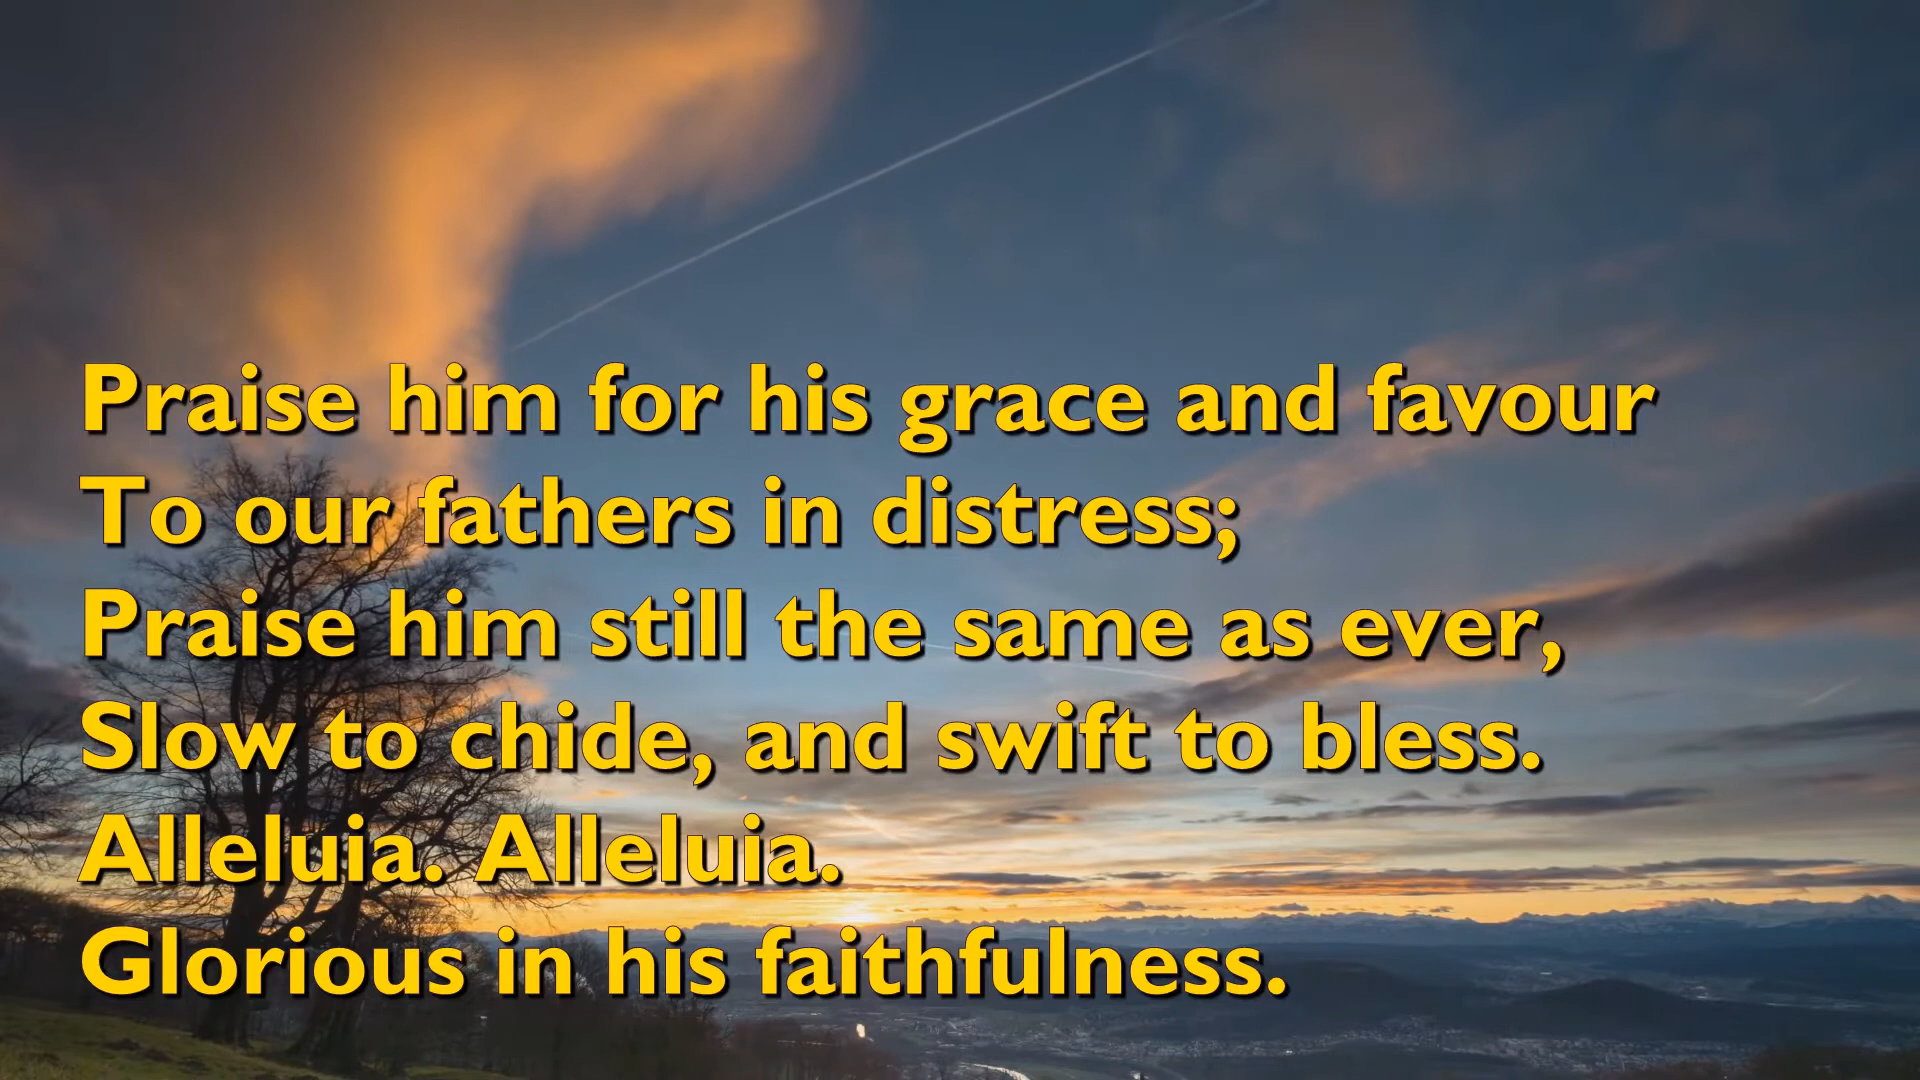 Praise him for his grace and favour
To our fathers in distress;
Praise him still the same as ever,
Slow to chide, and swift to bless.
Alleluia. Alleluia.
Glorious in his faithfulness.